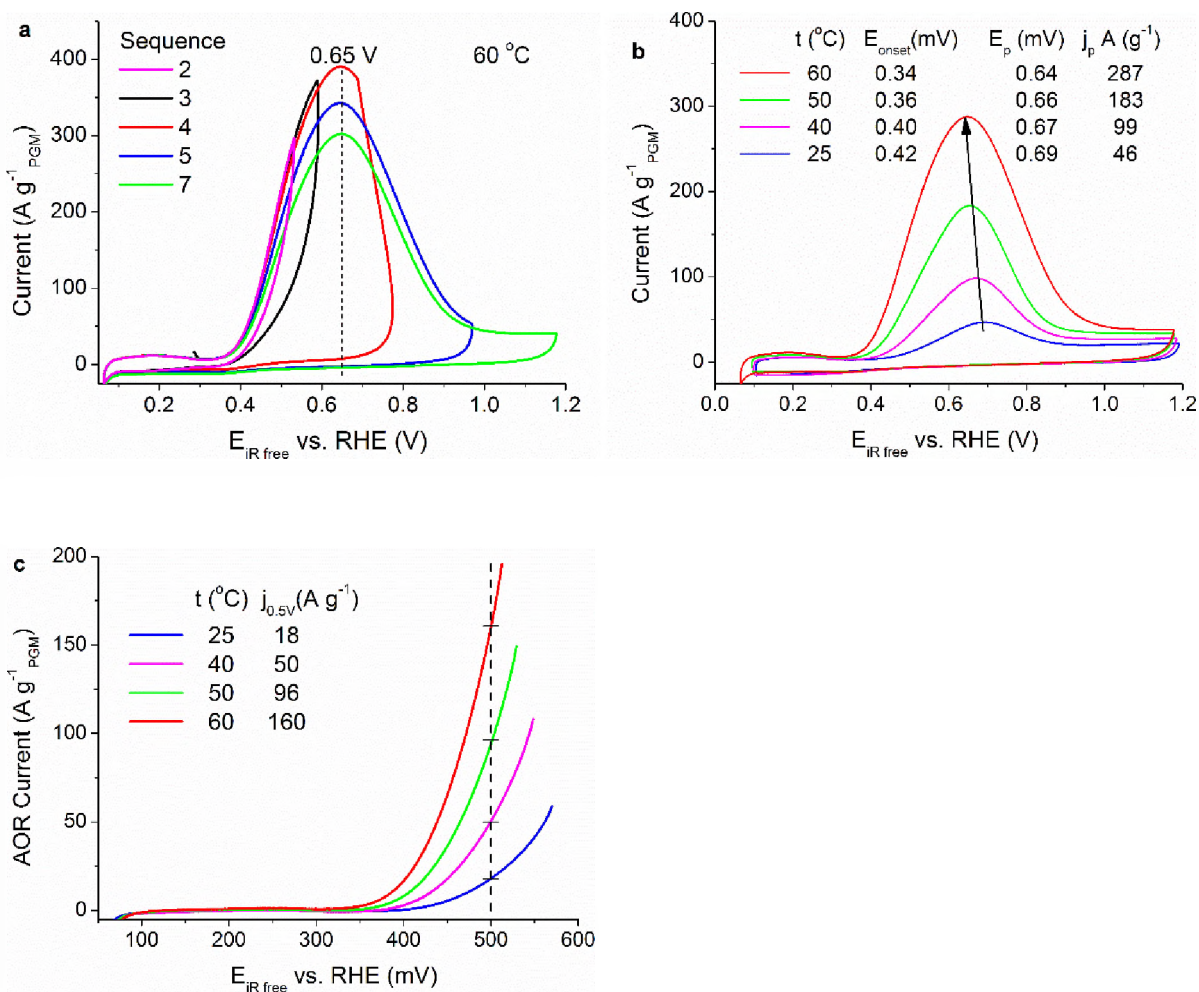 a
Sequence
2
3
4
5
7
0.65 V
60 °C
400
300
200
100
0
Current (A g⁻¹PGM)
0.2 0.4 0.6 0.8 1.0 1.2
E iR free vs. RHE (V)
b
t (°C) Eonset(mV) Ep (mV) jp A (g⁻¹)
60 0.34 0.64 287
50 0.36 0.66 183
40 0.40 0.67 99
25 0.42 0.69 46
400
300
200
100
0
Current (A g⁻¹PGM)
0.0 0.2 0.4 0.6 0.8 1.0 1.2
E iR free vs. RHE (V)
c
t (°C) j0.5V(A g⁻¹)
25 18
40 50
50 96
60 160
200
150
100
50
0
AOR Current (A g⁻¹PGM)
100 200 300 400 500 600
E iR free vs. RHE (mV)